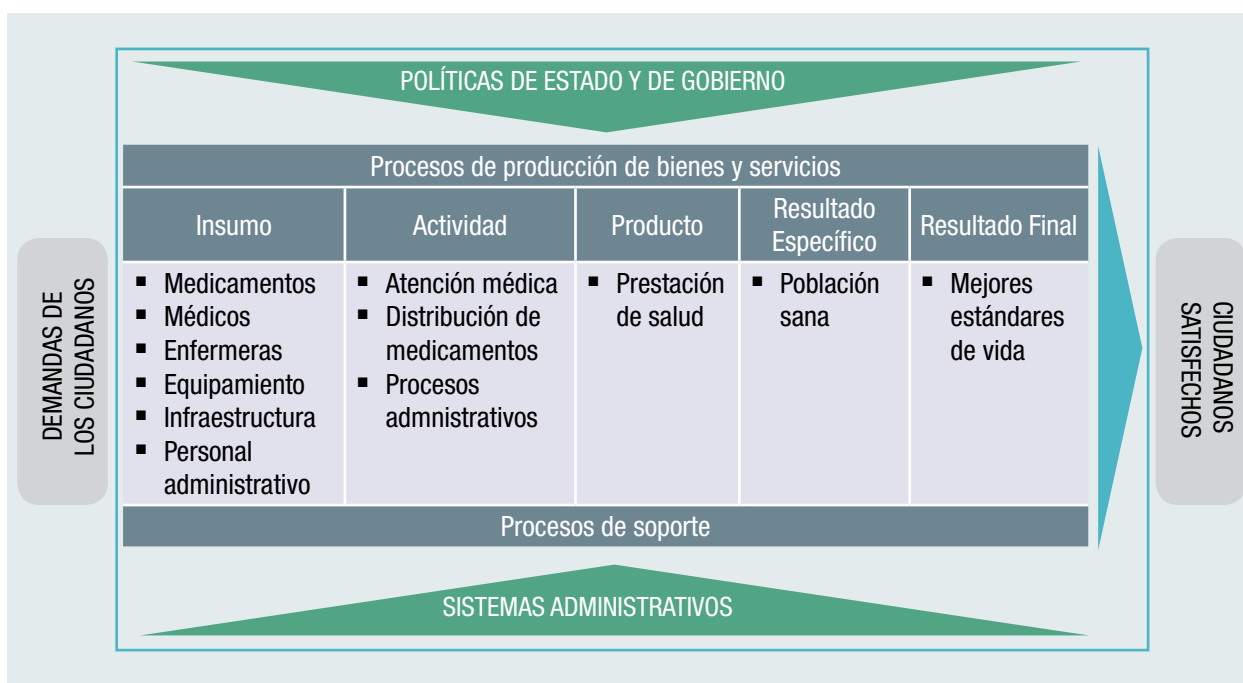 POLÍTICAS DE ESTADO Y DE GOBIERNO
Procesos de producción de bienes y servicios
Insumo
Actividad
Producto
Resultado
Específico
Resultado Final
DEMANDAS DE
LOS CIUDADANOS
▪ Medicamentos
▪ Médicos
▪ Enfermeras
▪ Equipamiento
▪ Infraestructura
▪ Personal
administrativo
▪ Atención médica
▪ Distribución de
medicamentos
▪ Procesos
admnistrativos
▪ Prestación
de salud
▪ Población
sana
▪ Mejores
estándares
de vida
CIUDADANOS
SATISFECHOS
Procesos de soporte
SISTEMAS ADMINISTRATIVOS